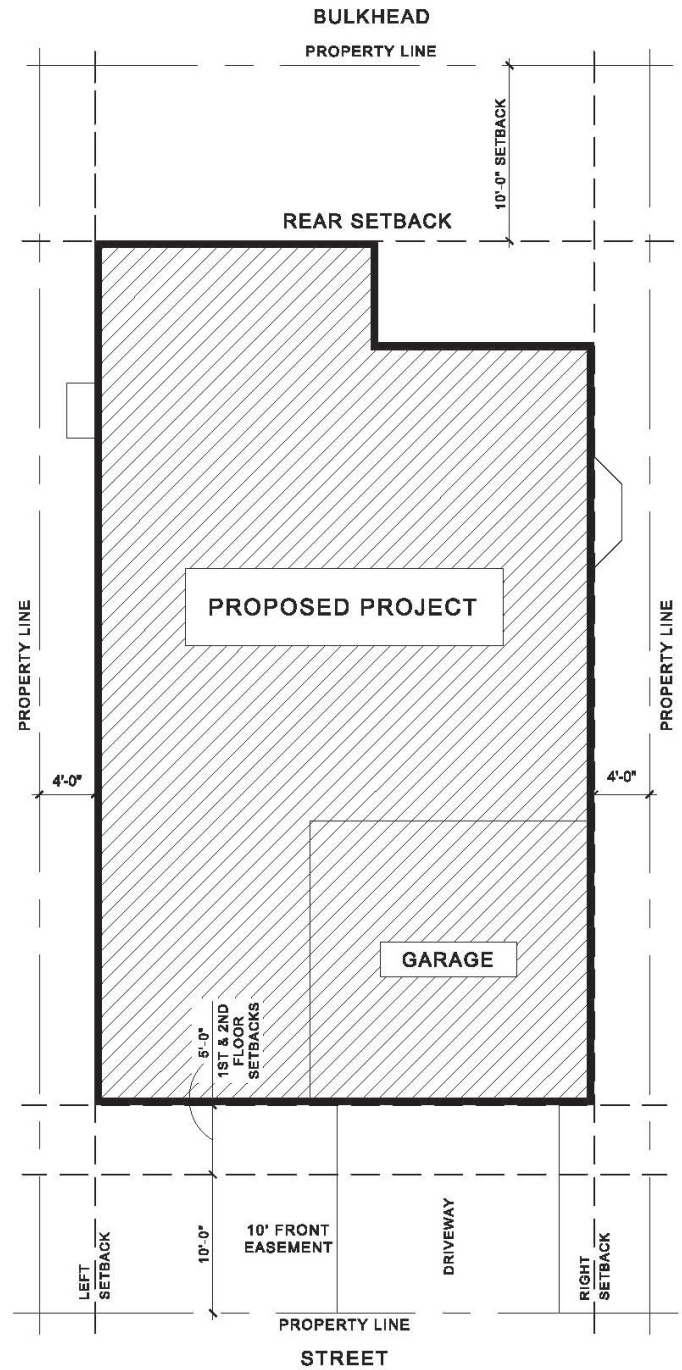 BULKHEAD
PROPERTY LINE
10'-0" SETBACK
REAR SETBACK
PROPOSED PROJECT
PROPERTY LINE
PROPERTY LINE
4'-0"
4'-0"
GARAGE
5'-0"
1ST & 2ND
FLOOR
SETBACKS
10'-0"
10' FRONT
EASEMENT
DRIVEWAY
LEFT
SETBACK
RIGHT
SETBACK
PROPERTY LINE
STREET